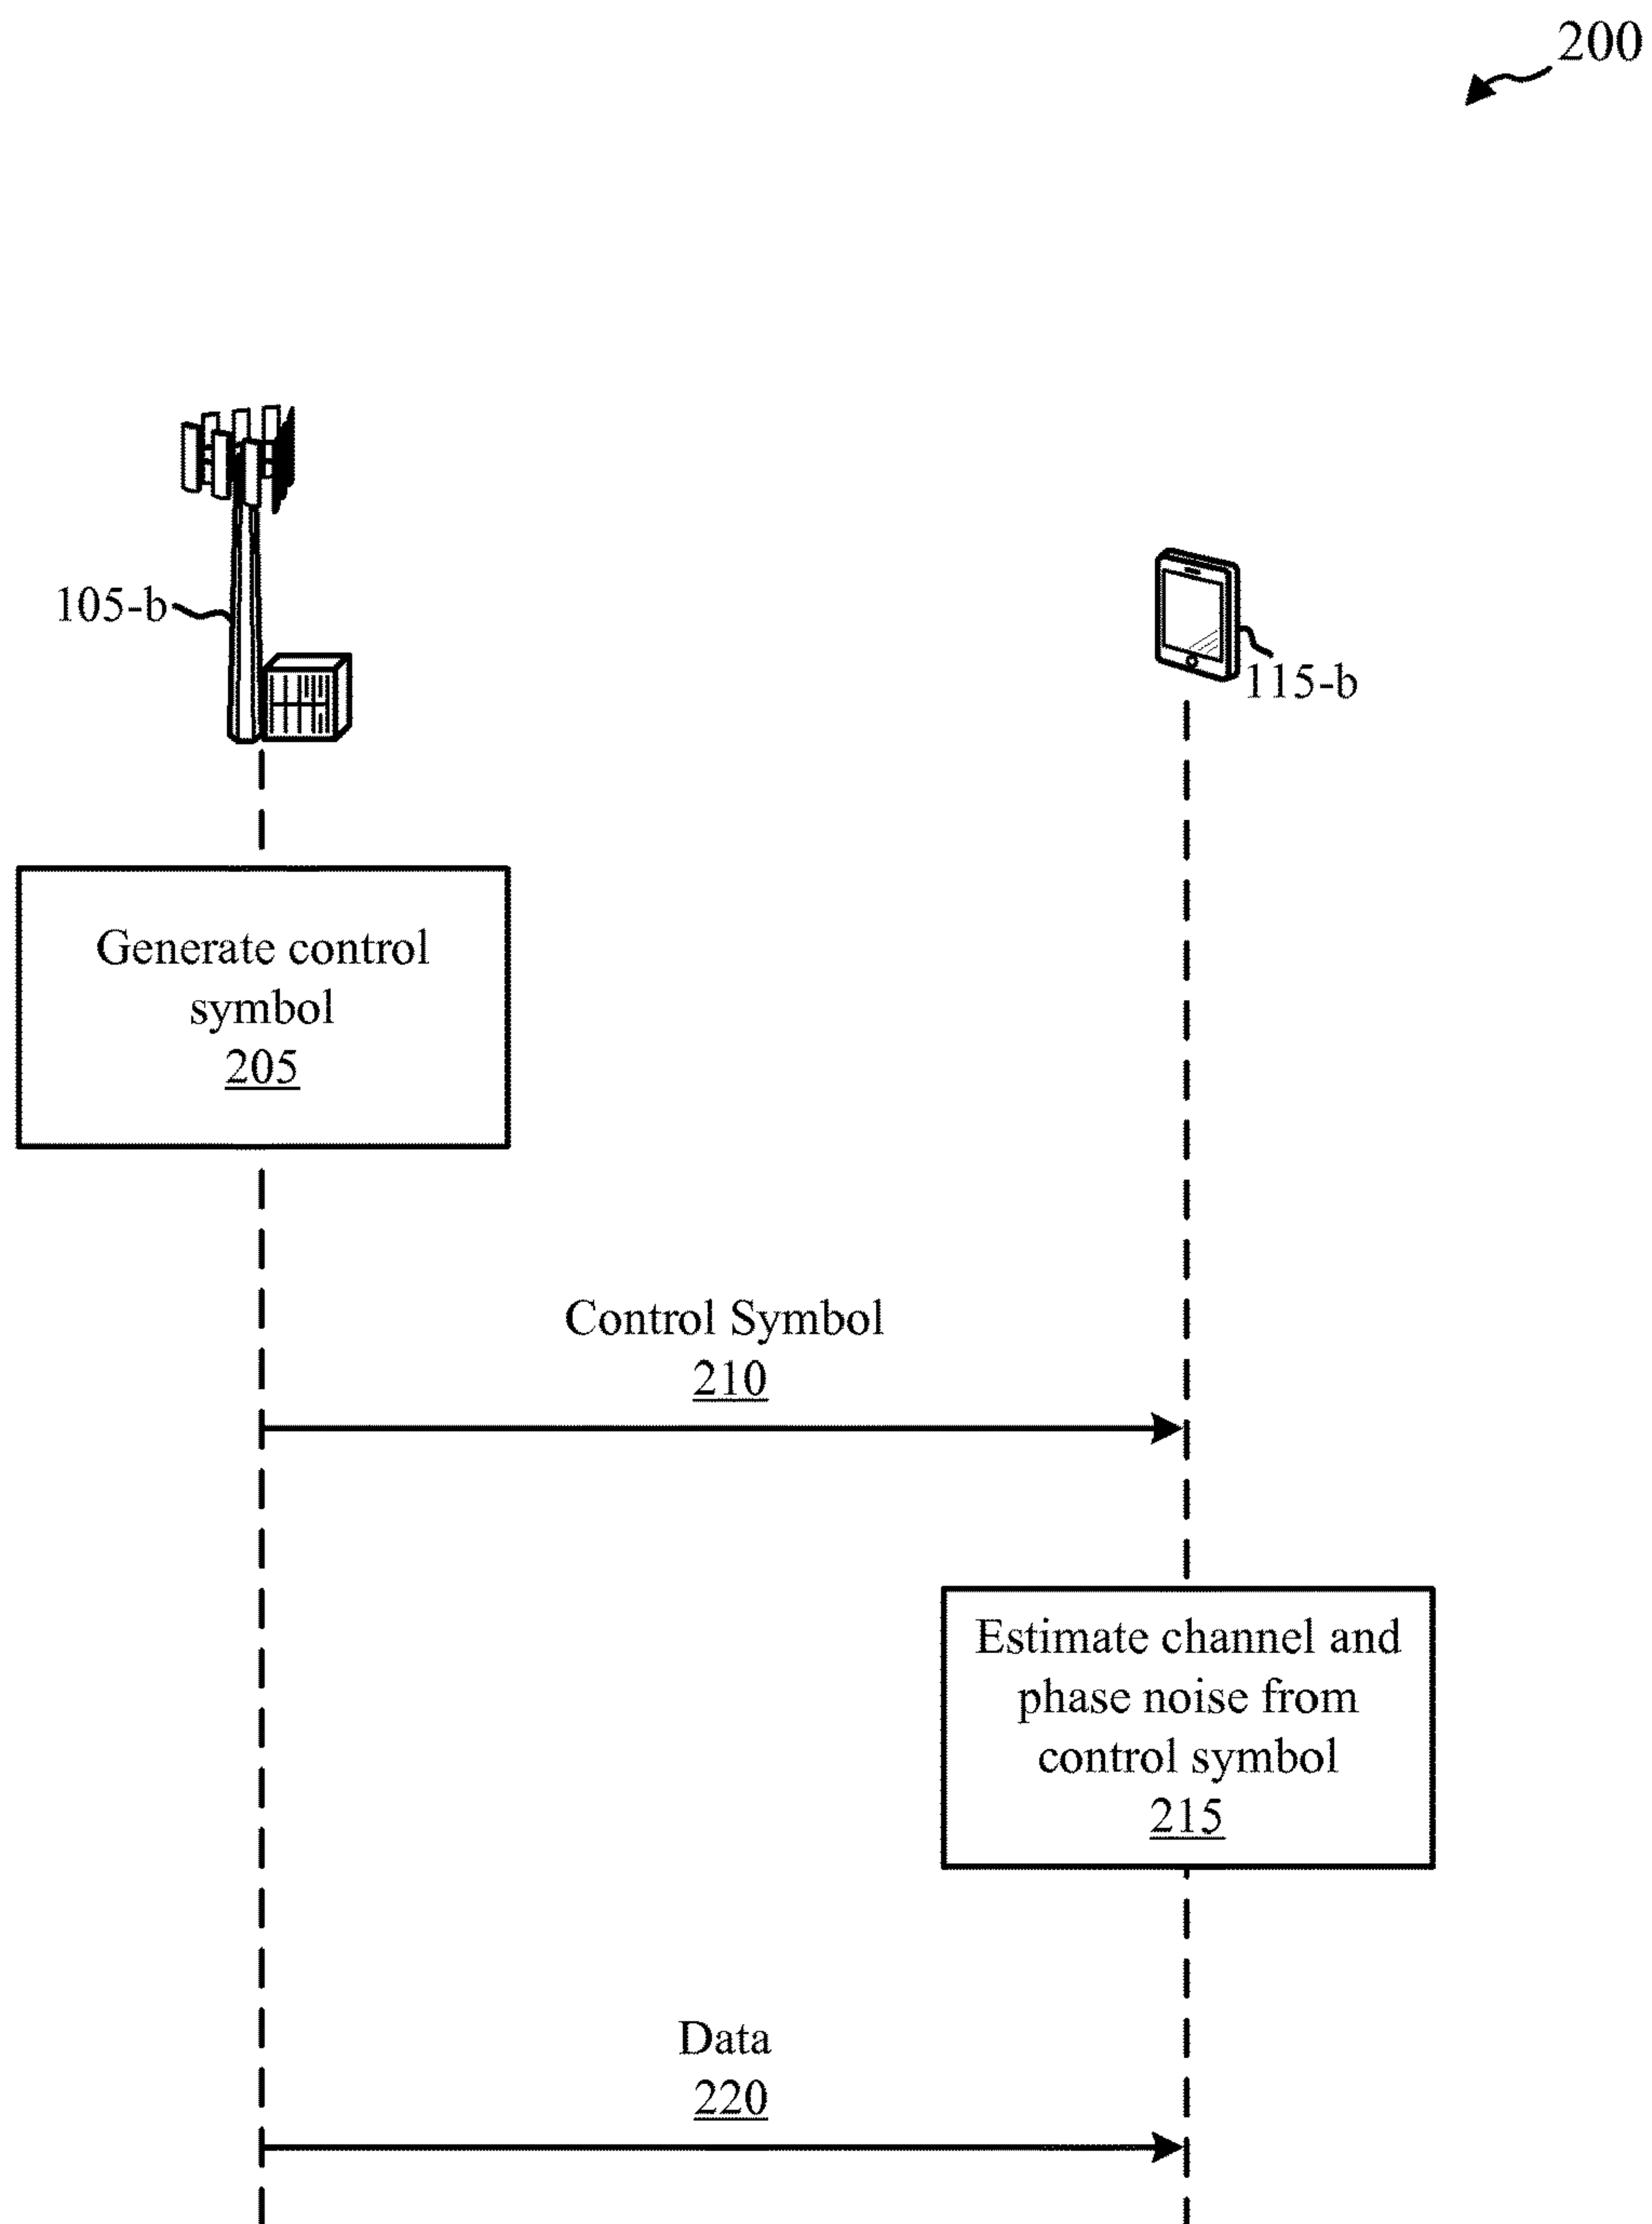 200
105-b
115-b
Generate control
symbol
205
Control Symbol
210
Estimate channel and
phase noise from
control symbol
215
Data
220